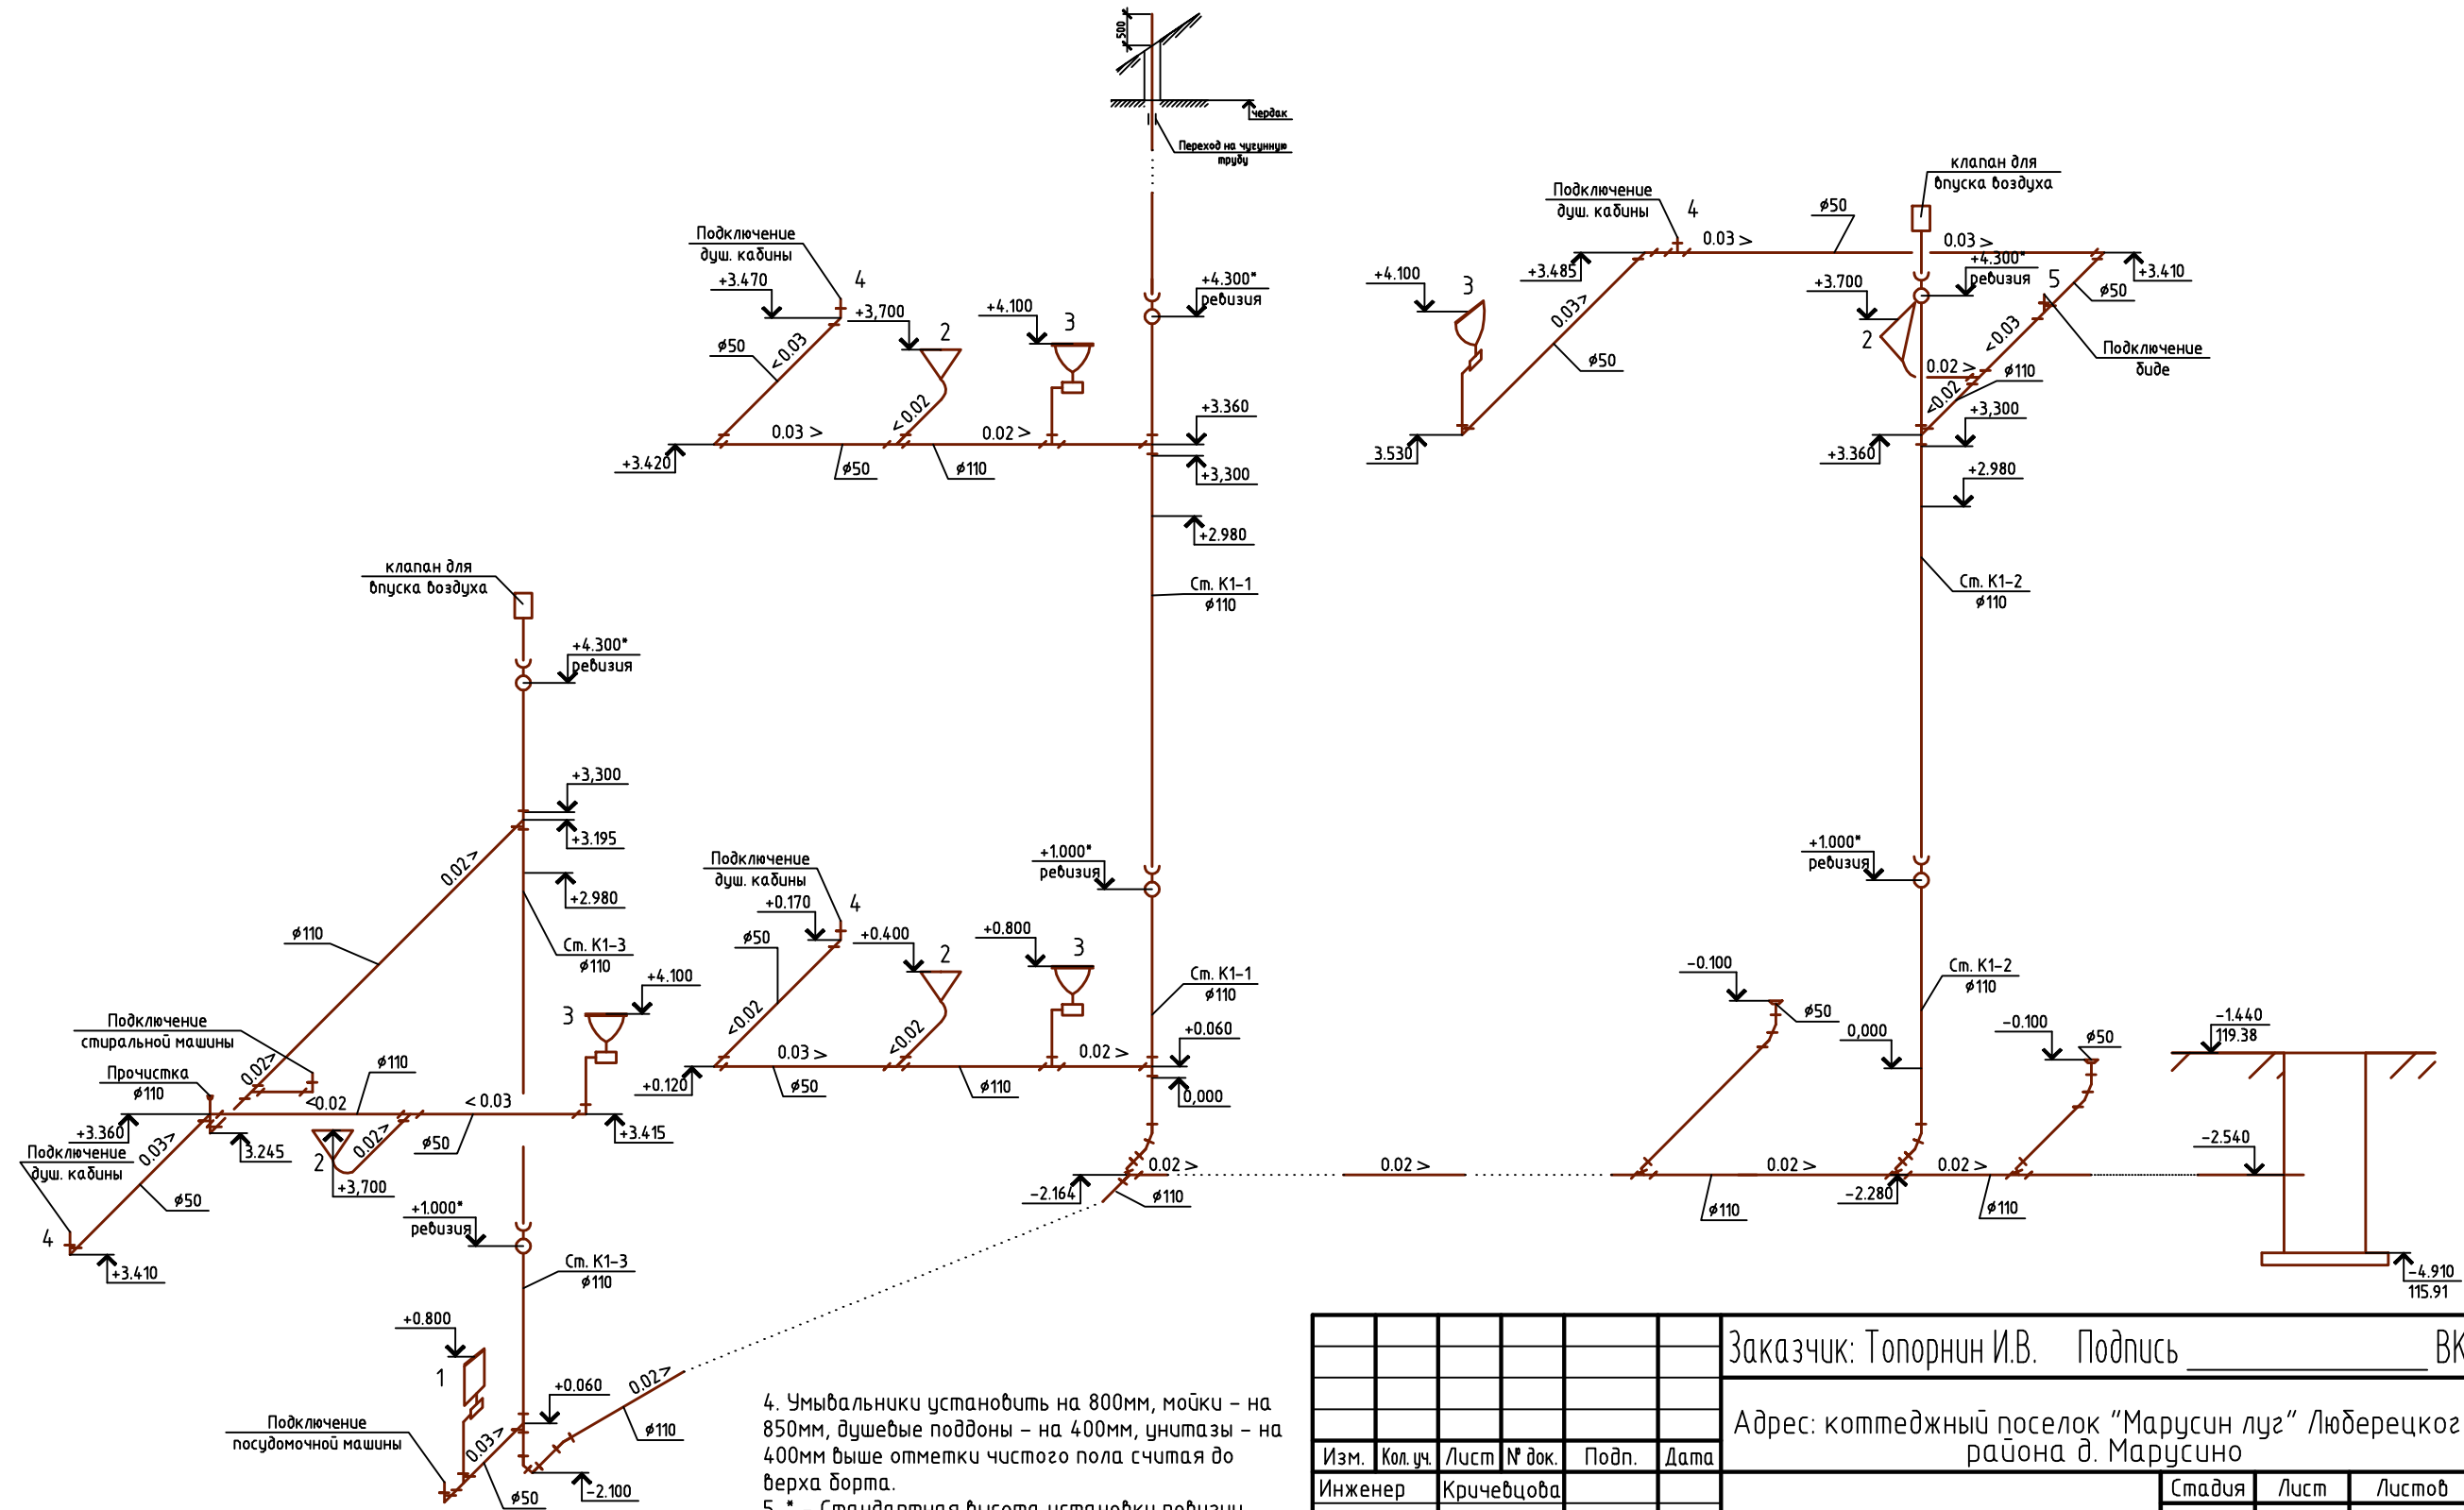 500
чердак
Переход на чугунную
трубу
Подключение
душ. кабины
4
+3.470
+3,700
2
+4.100
3
+4.300*
ревизия
ø50
<0.03
<0.02
0.03 >
0.02 >
+3.420
ø50
ø110
+3.360
+3,300
+2.980
Ст. К1-1
ø110
клапан для
впуска воздуха
Подключение
душ. кабины
4
0.03 >
ø50
0.03 >
+3.485
+4.100
3
0.03>
ø50
3.530
+4.300*
ревизия
+3.700
2
5
+3.410
ø50
<0.03
Подключение
биде
0.02 >
ø110
<0.02
+3,300
+3.360
+2.980
Ст. К1-2
ø110
клапан для
впуска воздуха
+4.300*
ревизия
+3,300
+3.195
0.02>
+2.980
Ст. К1-3
ø110
ø110
+4.100
3
Подключение
стиральной машины
Прочистка
ø110
0.02>
ø110
<0.02
< 0.03
+3.360
3.245
0.03>
2
0.02>
ø50
+3.415
+3,700
Подключение
душ. кабины
ø50
4
+3.410
+1.000*
ревизия
Ст. К1-3
ø110
+0.800
1
+0.060
0.02>
ø110
Подключение
посудомочной машины
0.03>
ø50
-2.100
Подключение
душ. кабины
+0.170
4
ø50
+0.400
2
+0.800
3
+1.000*
ревизия
<0.02
<0.02
0.03 >
0.02 >
+0.120
ø50
ø110
Ст. К1-1
ø110
+0.060
0,000
0.02 >
-2.164
ø110
0.02 >
+1.000*
ревизия
-0.100
ø50
Ст. К1-2
ø110
0,000
-0.100
ø50
0.02 >
0.02 >
ø110
-2.280
ø110
-1.440
119.38
-2.540
-4.910
115.91
4. Умывальники установить на 800мм, мойки - на
850мм, душевые поддоны - на 400мм, унитазы - на
400мм выше отметки чистого пола считая до
верха борта.
5. * - Стандартная высота установки ревизии
Заказчик: Топорнин И.В. Подпись ВК
Адрес: коттеджный поселок "Марусин луг" Люберецког
района д. Марусино
Изм. Кол. уч. Лист № док. Подп. Дата
Инженер Кричевцова
Стадия Лист Листов